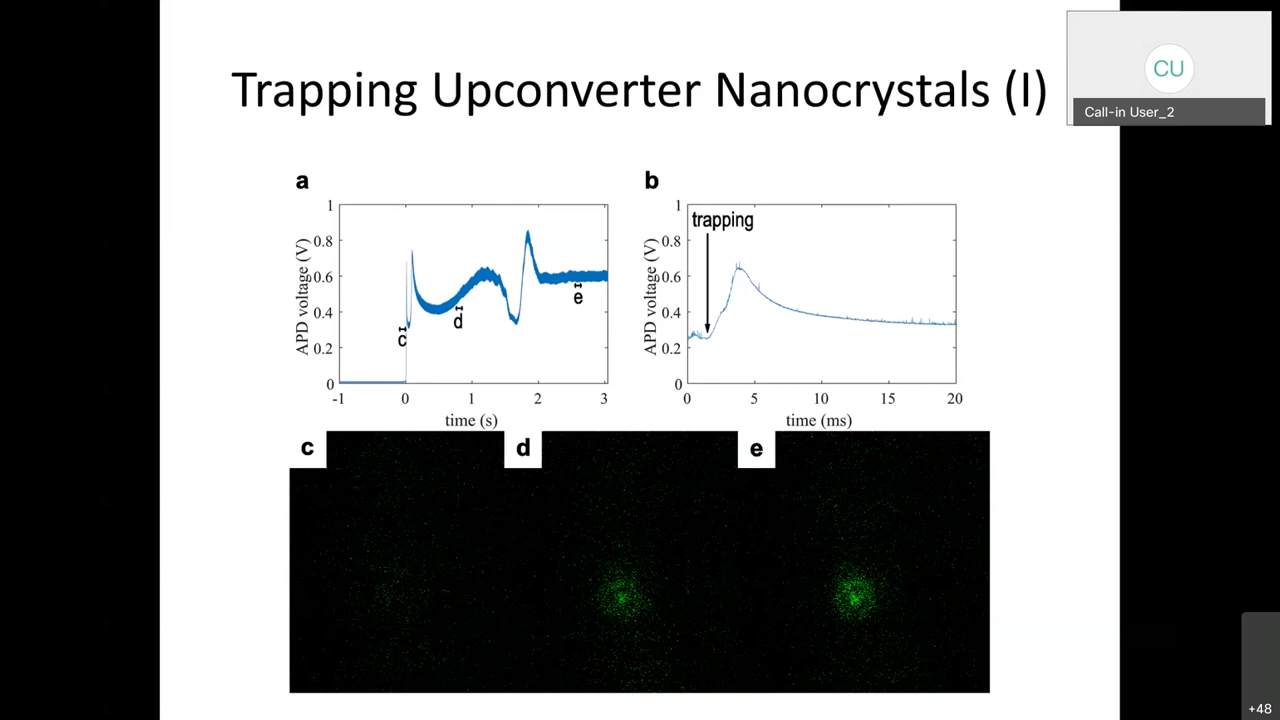 Trapping Upconverter Nanocrystals (I)
CU
Call-in User_2
a
APD voltage (V)
1
0.8
0.6
0.4
0.2
0
c
d
e
-1
0
1
2
3
time (s)
b
APD voltage (V)
1
0.8
0.6
0.4
0.2
0
trapping
0
5
10
15
20
time (ms)
c
d
e
+48